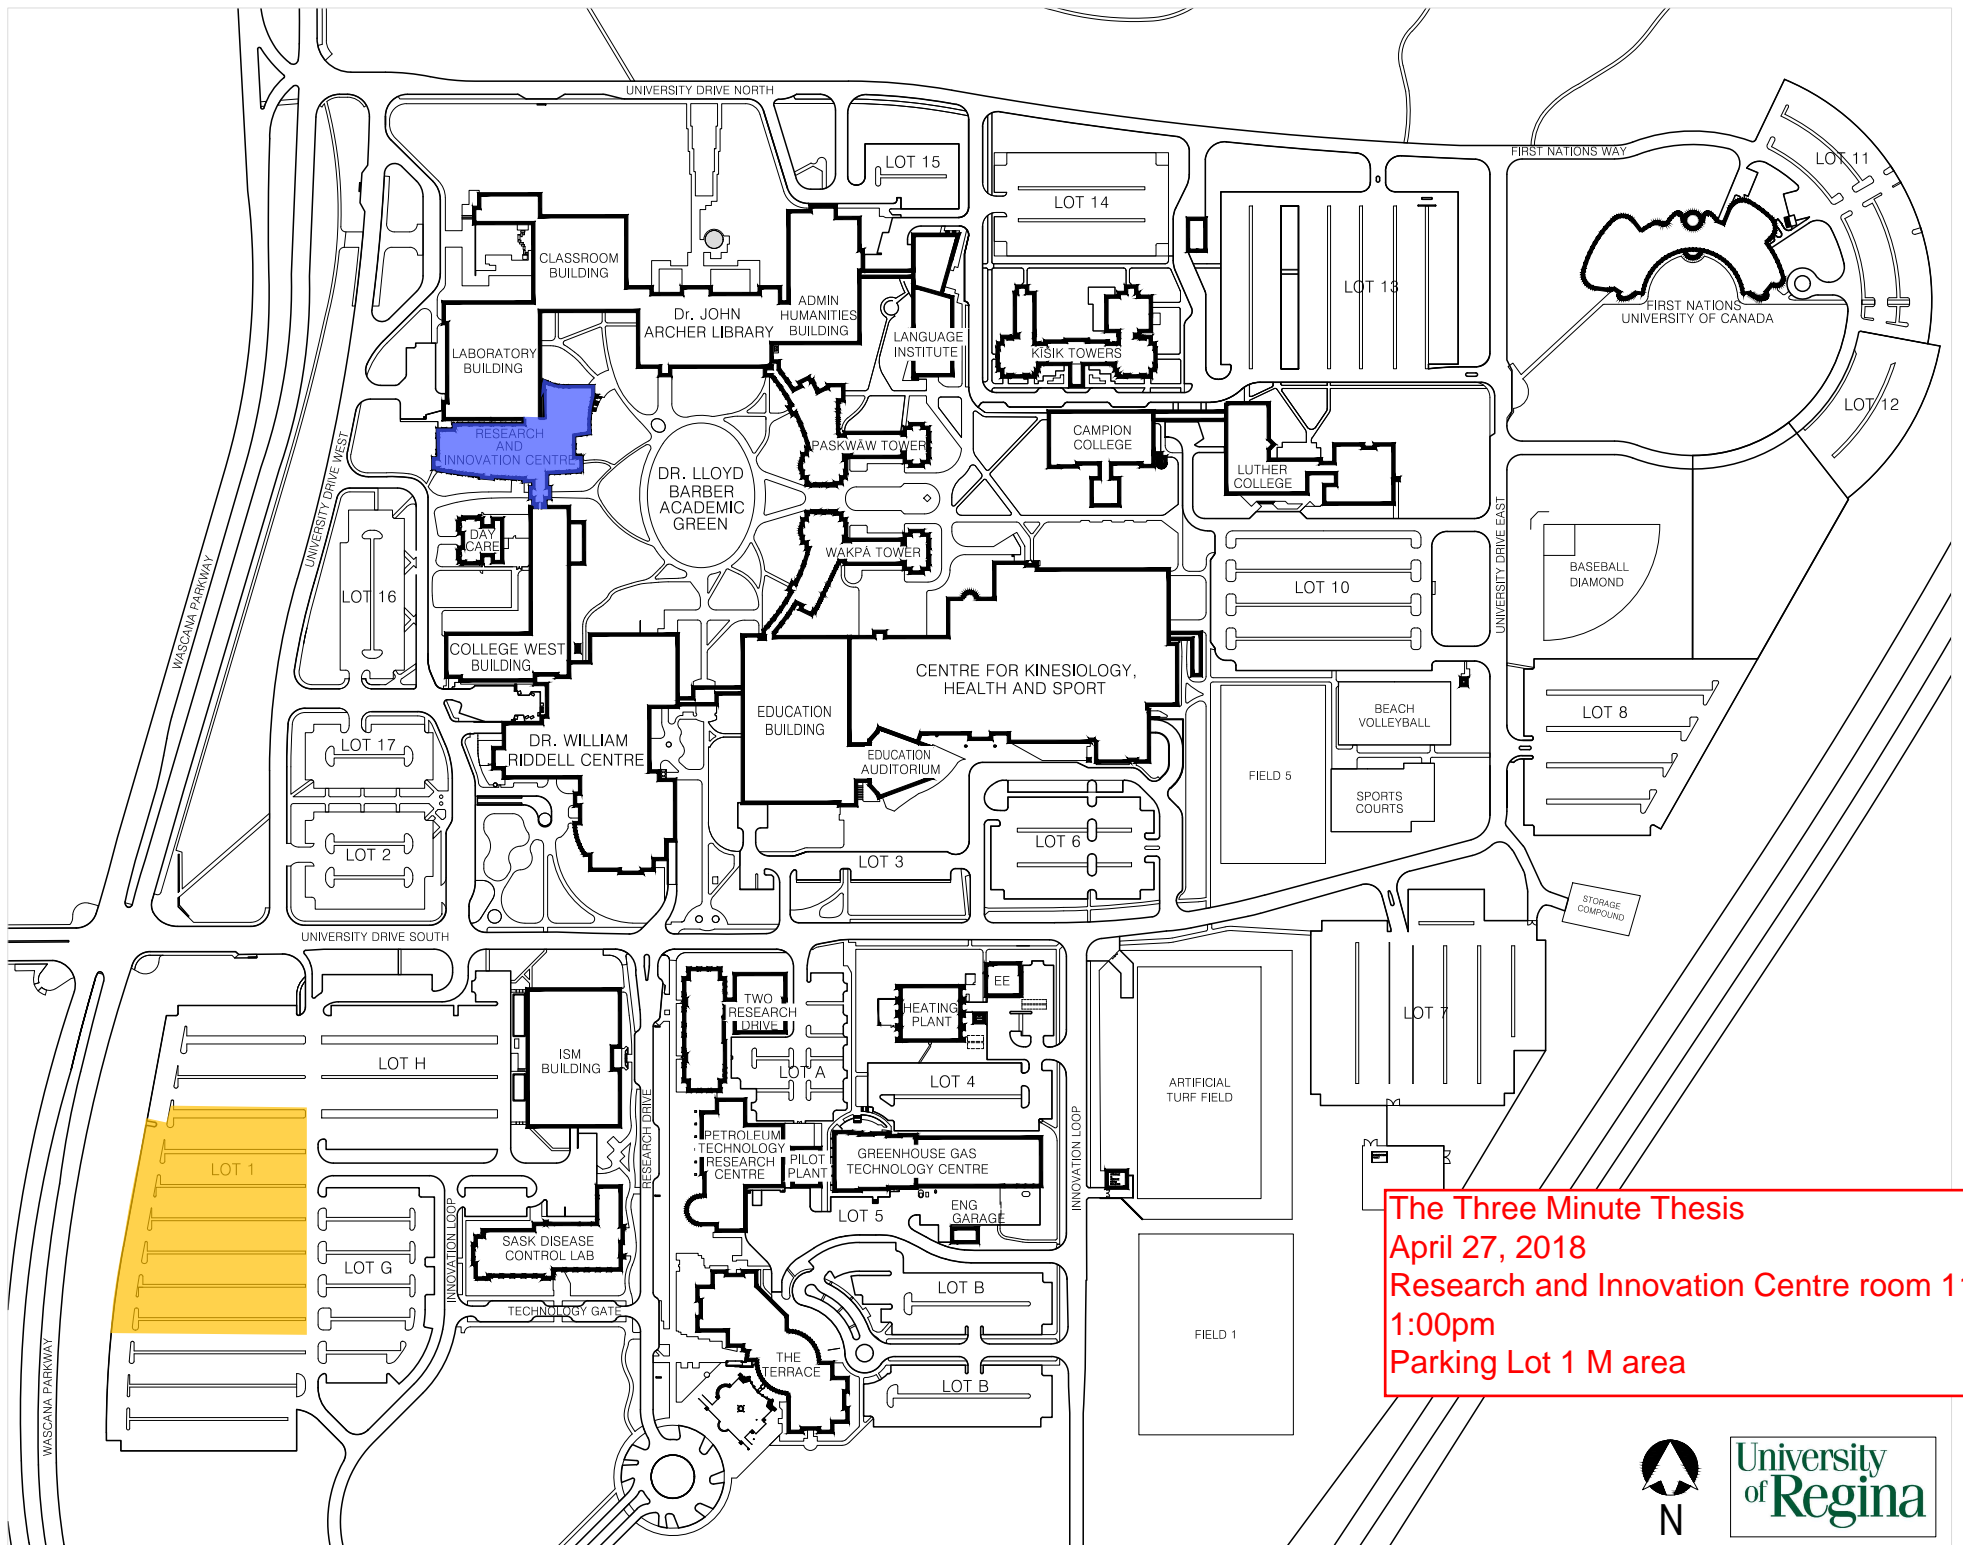 UNIVERSITY DRIVE NORTH
FIRST NATIONS WAY
LOT 11
LOT 15
LOT 14
CLASSROOM
BUILDING
LOT 13
ADMIN
HUMANITIES
BUILDING
Dr. JOHN
ARCHER LIBRARY
FIRST NATIONS
UNIVERSITY OF CANADA
LANGUAGE
INSTITUTE
KĪSIK TOWERS
LABORATORY
BUILDING
LOT 12
RESEARCH
AND
INNOVATION CENTRE
PASKWĀW TOWER
CAMPION
COLLEGE
LUTHER
COLLEGE
DR. LLOYD
BARBER
ACADEMIC
GREEN
UNIVERSITY DRIVE WEST
UNIVERSITY DRIVE EAST
WASCANA PARKWAY
DAY
CARE
WAKPĀ TOWER
LOT 16
LOT 10
BASEBALL
DIAMOND
COLLEGE WEST
BUILDING
CENTRE FOR KINESIOLOGY,
HEALTH AND SPORT
EDUCATION
BUILDING
BEACH
VOLLEYBALL
LOT 8
LOT 17
DR. WILLIAM
RIDDELL CENTRE
EDUCATION
AUDITORIUM
FIELD 5
SPORTS
COURTS
LOT 2
LOT 3
LOT 6
STORAGE
COMPOUND
UNIVERSITY DRIVE SOUTH
TWO
RESEARCH
DRIVE
EE
HEATING
PLANT
LOT 7
LOT H
ISM
BUILDING
LOT A
LOT 4
ARTIFICIAL
TURF FIELD
RESEARCH DRIVE
INNOVATION LOOP
PETROLEUM
TECHNOLOGY
RESEARCH
CENTRE
PILOT
PLANT
GREENHOUSE GAS
TECHNOLOGY CENTRE
LOT 1
LOT 5
ENG
GARAGE
INNOVATION LOOP
SASK DISEASE
CONTROL LAB
LOT G
LOT B
TECHNOLOGY GATE
FIELD 1
THE
TERRACE
LOT B
WASCANA PARKWAY
The Three Minute Thesis
April 27, 2018
Research and Innovation Centre room
1:00pm
Parking Lot 1 M area
N
University
of Regina